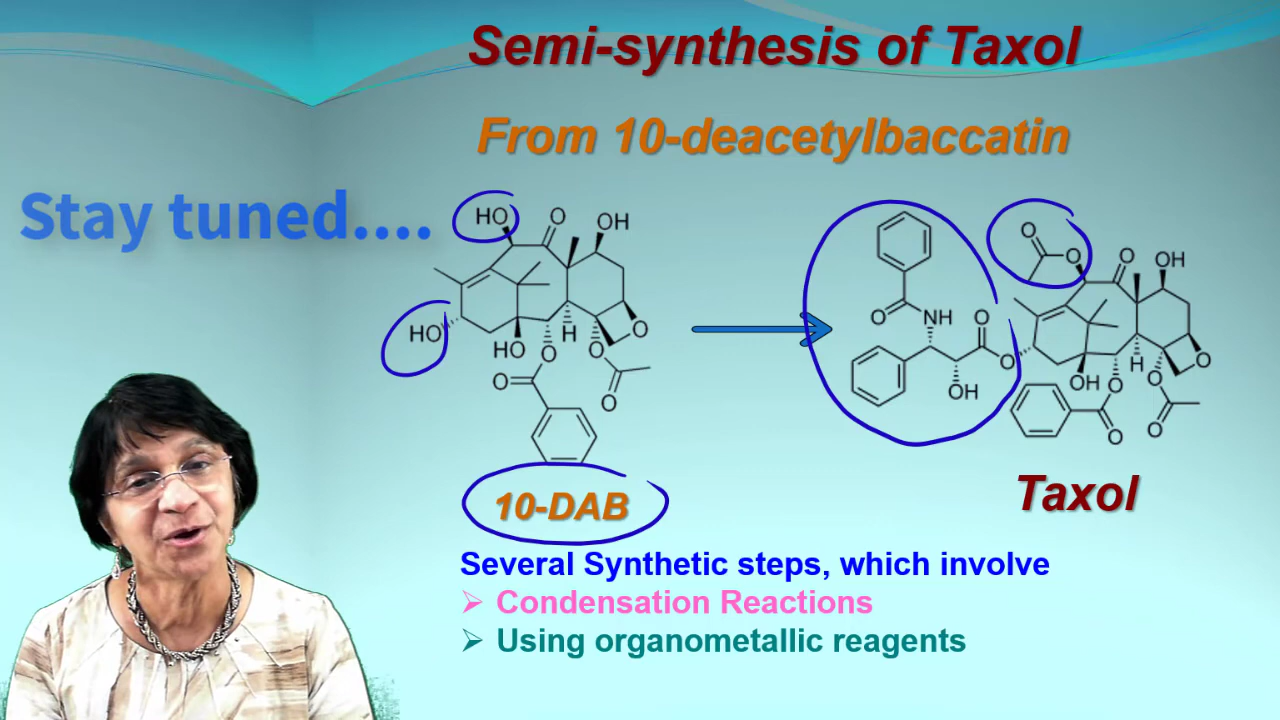 Semi-synthesis of Taxol
From 10-deacetylbaccatin
Stay tuned....
HO
O
OH
HO
HO
H
O
O
O
O
O
O
NH
O
O
OH
O
O
O
O
OH
OH
H
O
O
O
O
O
10-DAB
Taxol
Several Synthetic steps, which involve
➢ Condensation Reactions
➢ Using organometallic reagents